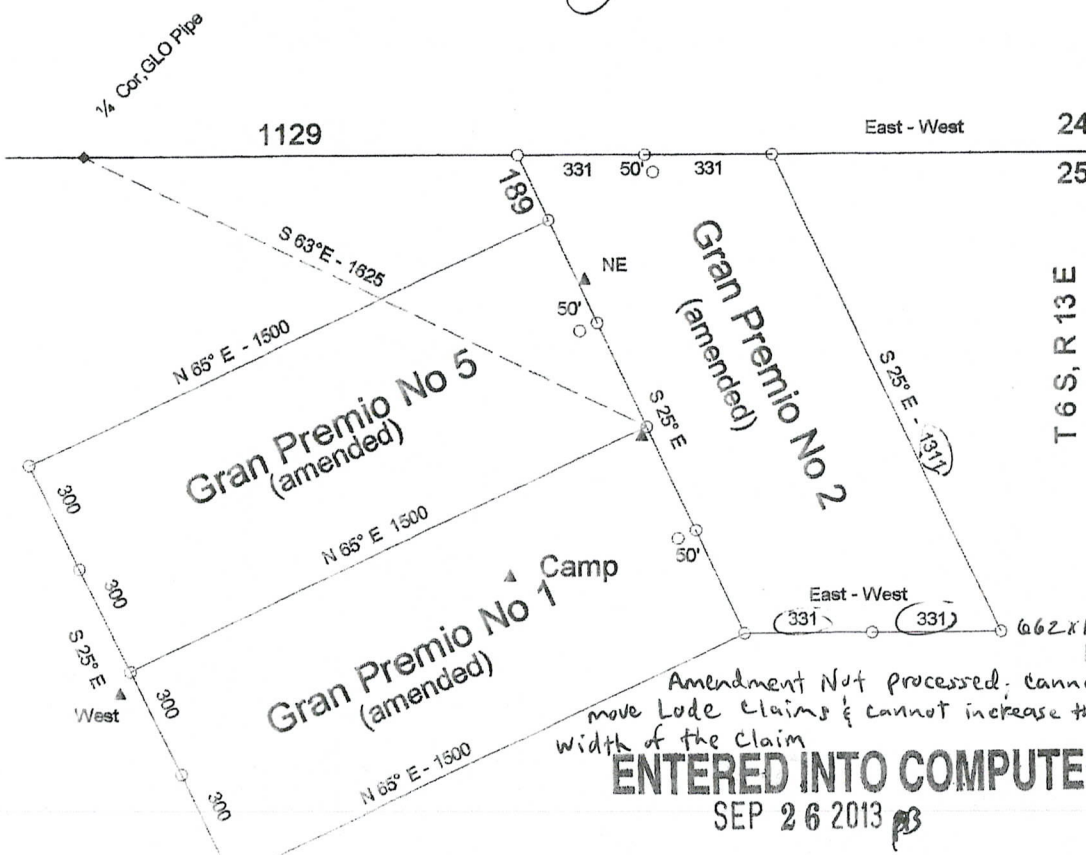 ¼ Cor, GLO Pipe
1129
East - West
24
25
331
50'
331
189
S 63°E - 1625
NE
50'
N 65° E - 1500
Gran Premio No 2
(amended)
S 25° E - 1311
T 6 S, R 13 E
Gran Premio No 5
(amended)
S 25° E
300
300
N 65° E 1500
50'
Camp
East - West
331
331
S 25° E
West
300
300
Gran Premio No 1
(amended)
N 65° E - 1500
Amendment Not processed; 
move Lode Claims & cannot increase
width of the Claim
ENTERED INTO
SEP 26 2013